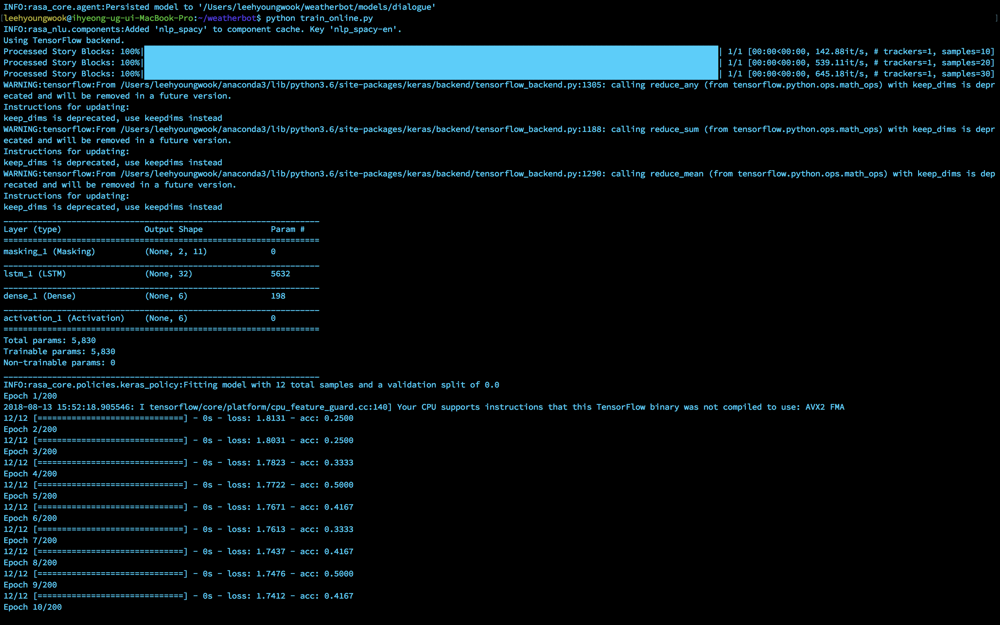 INFO:rasa_core.agent:Persisted model to '/Users/leehyoungwook/weatherbot/models/dialogue'
[leehyoungwook@ihyeong-ug-ui-MacBook-Pro:~/weatherbot$ python train_online.py ]
INFO:rasa_nlu.components:Added 'nlp_spacy' to component cache. Key 'nlp_spacy-en'.
Using TensorFlow backend.
Processed Story Blocks: 100%| | 1/1 [00:00<00:00, 142.88it/s, # trackers=1, samples=10]
Processed Story Blocks: 100%| | 1/1 [00:00<00:00, 539.11it/s, # trackers=1, samples=20]
Processed Story Blocks: 100%| | 1/1 [00:00<00:00, 645.18it/s, # trackers=1, samples=30]
WARNING:tensorflow:From /Users/leehyoungwook/anaconda3/lib/python3.6/site-packages/keras/backend/tensorflow_backend.py:1305: calling reduce_any (from tensorflow.python.ops.math_ops) with keep_dims is depr
ecated and will be removed in a future version.
Instructions for updating:
keep_dims is deprecated, use keepdims instead
WARNING:tensorflow:From /Users/leehyoungwook/anaconda3/lib/python3.6/site-packages/keras/backend/tensorflow_backend.py:1188: calling reduce_sum (from tensorflow.python.ops.math_ops) with keep_dims is depr
ecated and will be removed in a future version.
Instructions for updating:
keep_dims is deprecated, use keepdims instead
WARNING:tensorflow:From /Users/leehyoungwook/anaconda3/lib/python3.6/site-packages/keras/backend/tensorflow_backend.py:1290: calling reduce_mean (from tensorflow.python.ops.math_ops) with keep_dims is dep
recated and will be removed in a future version.
Instructions for updating:
keep_dims is deprecated, use keepdims instead
_________________________________________________________________
Layer (type)                 Output Shape              Param #
=================================================================
masking_1 (Masking)          (None, 2, 11)             0
_________________________________________________________________
lstm_1 (LSTM)                (None, 32)                5632
_________________________________________________________________
dense_1 (Dense)              (None, 6)                 198
_________________________________________________________________
activation_1 (Activation)    (None, 6)                 0
=================================================================
Total params: 5,830
Trainable params: 5,830
Non-trainable params: 0
_________________________________________________________________
INFO:rasa_core.policies.keras_policy:Fitting model with 12 total samples and a validation split of 0.0
Epoch 1/200
2018-08-13 15:52:18.905546: I tensorflow/core/platform/cpu_feature_guard.cc:140] Your CPU supports instructions that this TensorFlow binary was not compiled to use: AVX2 FMA
12/12 [==============================] - 0s - loss: 1.8131 - acc: 0.2500
Epoch 2/200
12/12 [==============================] - 0s - loss: 1.8031 - acc: 0.2500
Epoch 3/200
12/12 [==============================] - 0s - loss: 1.7823 - acc: 0.3333
Epoch 4/200
12/12 [==============================] - 0s - loss: 1.7722 - acc: 0.5000
Epoch 5/200
12/12 [==============================] - 0s - loss: 1.7671 - acc: 0.4167
Epoch 6/200
12/12 [==============================] - 0s - loss: 1.7613 - acc: 0.3333
Epoch 7/200
12/12 [==============================] - 0s - loss: 1.7437 - acc: 0.4167
Epoch 8/200
12/12 [==============================] - 0s - loss: 1.7476 - acc: 0.5000
Epoch 9/200
12/12 [==============================] - 0s - loss: 1.7412 - acc: 0.4167
Epoch 10/200